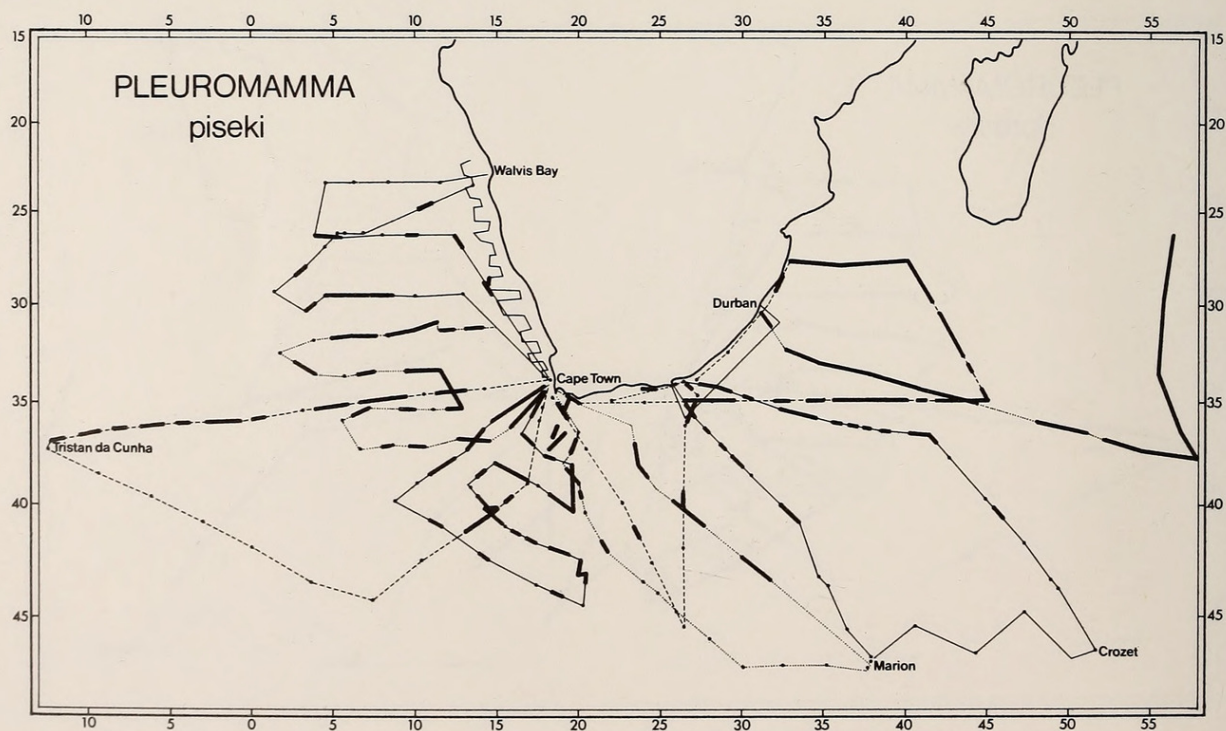 10 5 0 5 10 15 20 25 30 35 40 45 50 55
15 15
PLEUROMAMMA
piseki
20 20
Walvis Bay
25 25
Durban
30 30
Cape Town
35 35
Tristan da Cunha
40 40
45 45
Crozet
Marion
10 5 0 5 10 15 20 25 30 35 40 45 50 55